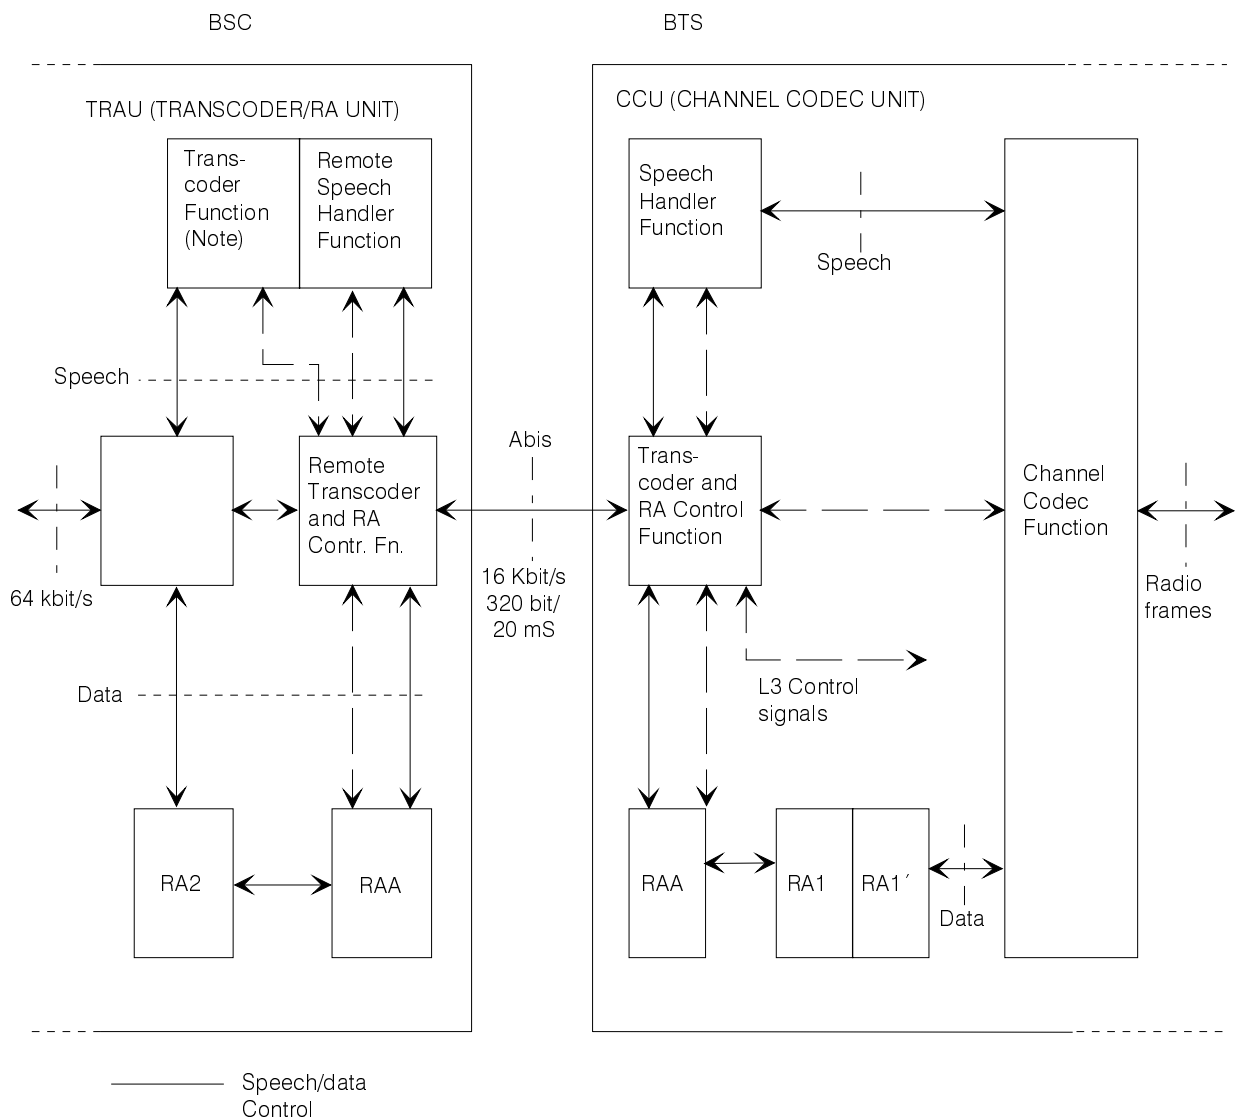 BSC
BTS
TRAU (TRANSCODER/RA UNIT)
CCU (CHANNEL CODEC UNIT)
Trans-
coder
Function
(Note)
Remote
Speech
Handler
Function
Speech
Handler
Function
Speech
Speech
Abis
Remote
Transcoder
and RA
Contr. Fn.
Trans-
coder and
RA Control
Function
Channel
Codec
Function
64 kbit/s
16 Kbit/s
320 bit/
20 mS
Radio
frames
Data
L3 Control
signals
RA2
RAA
RAA
RA1
RA1´
Data
Speech/data
Control